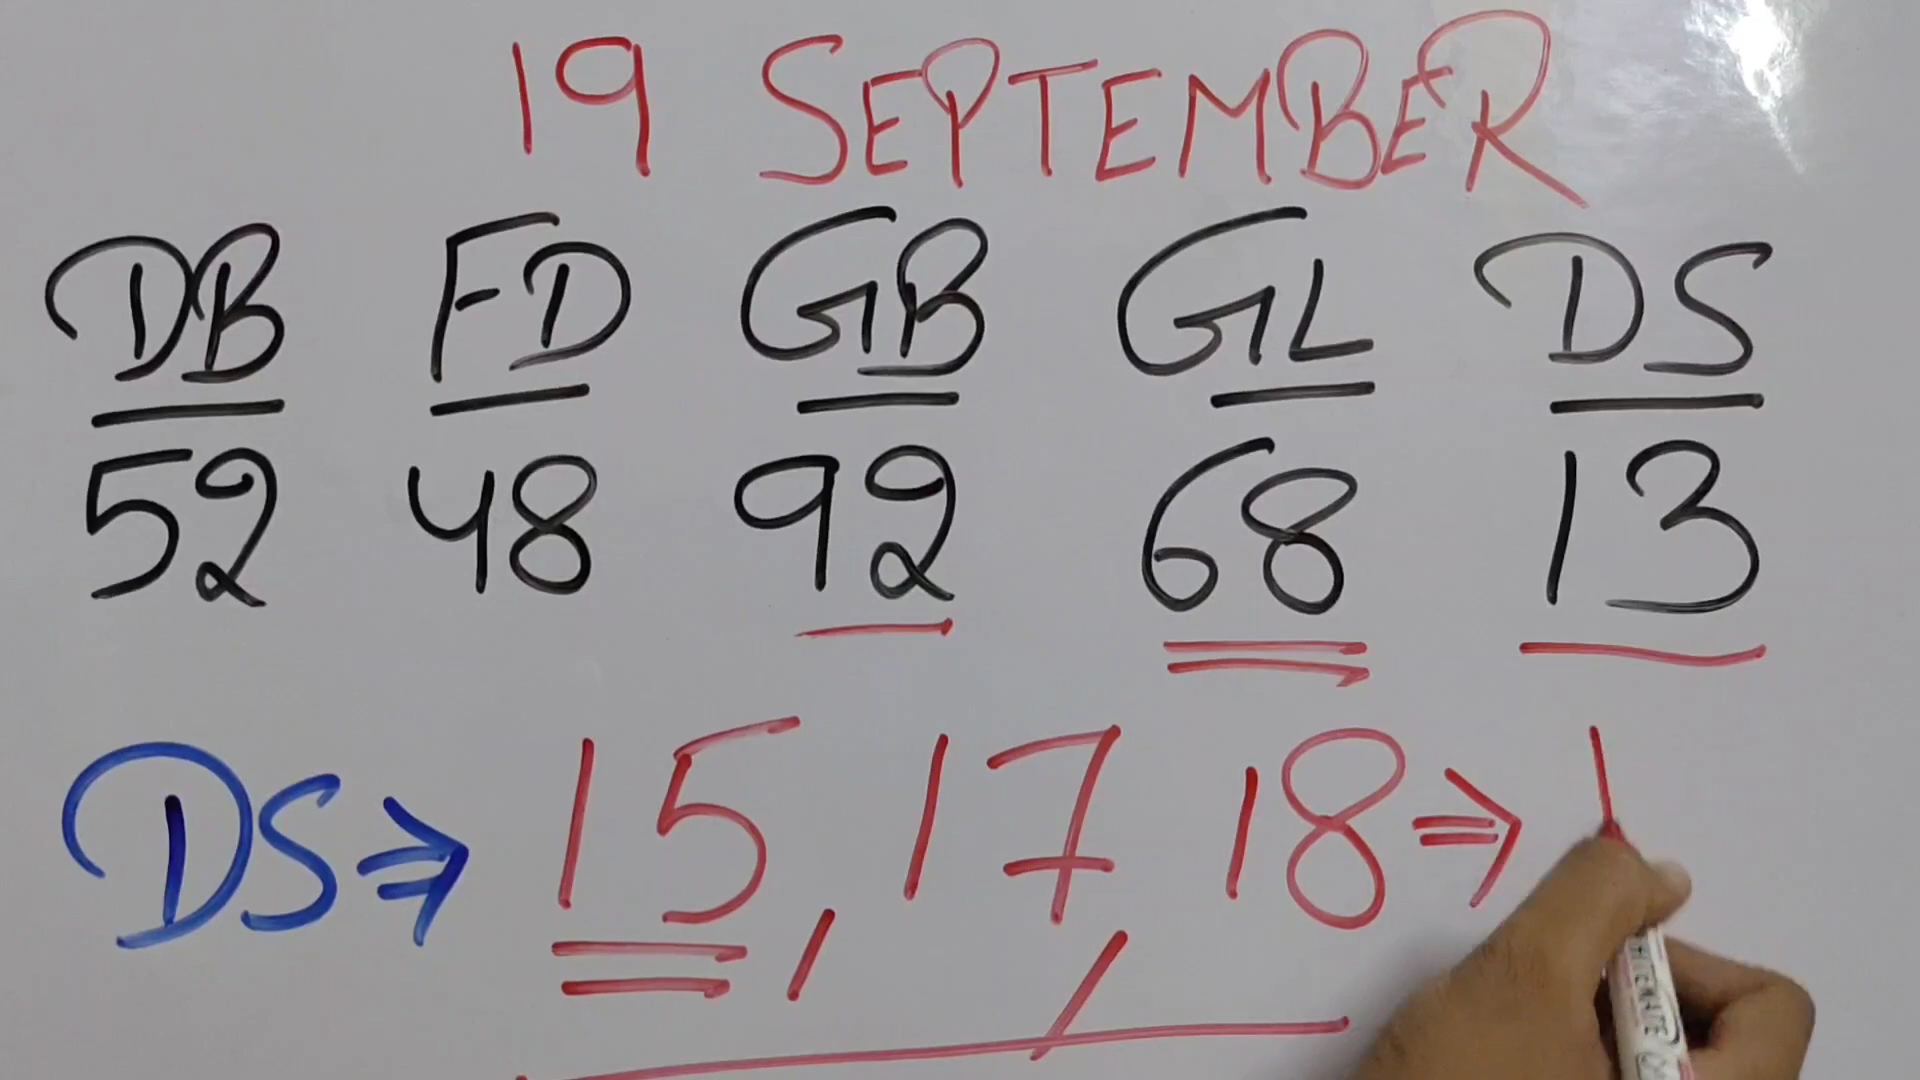 19 SEPTEMBER
DB FD GB GL DS
52 48 92 68 13
DS⇒ 15, 17, 18⇒